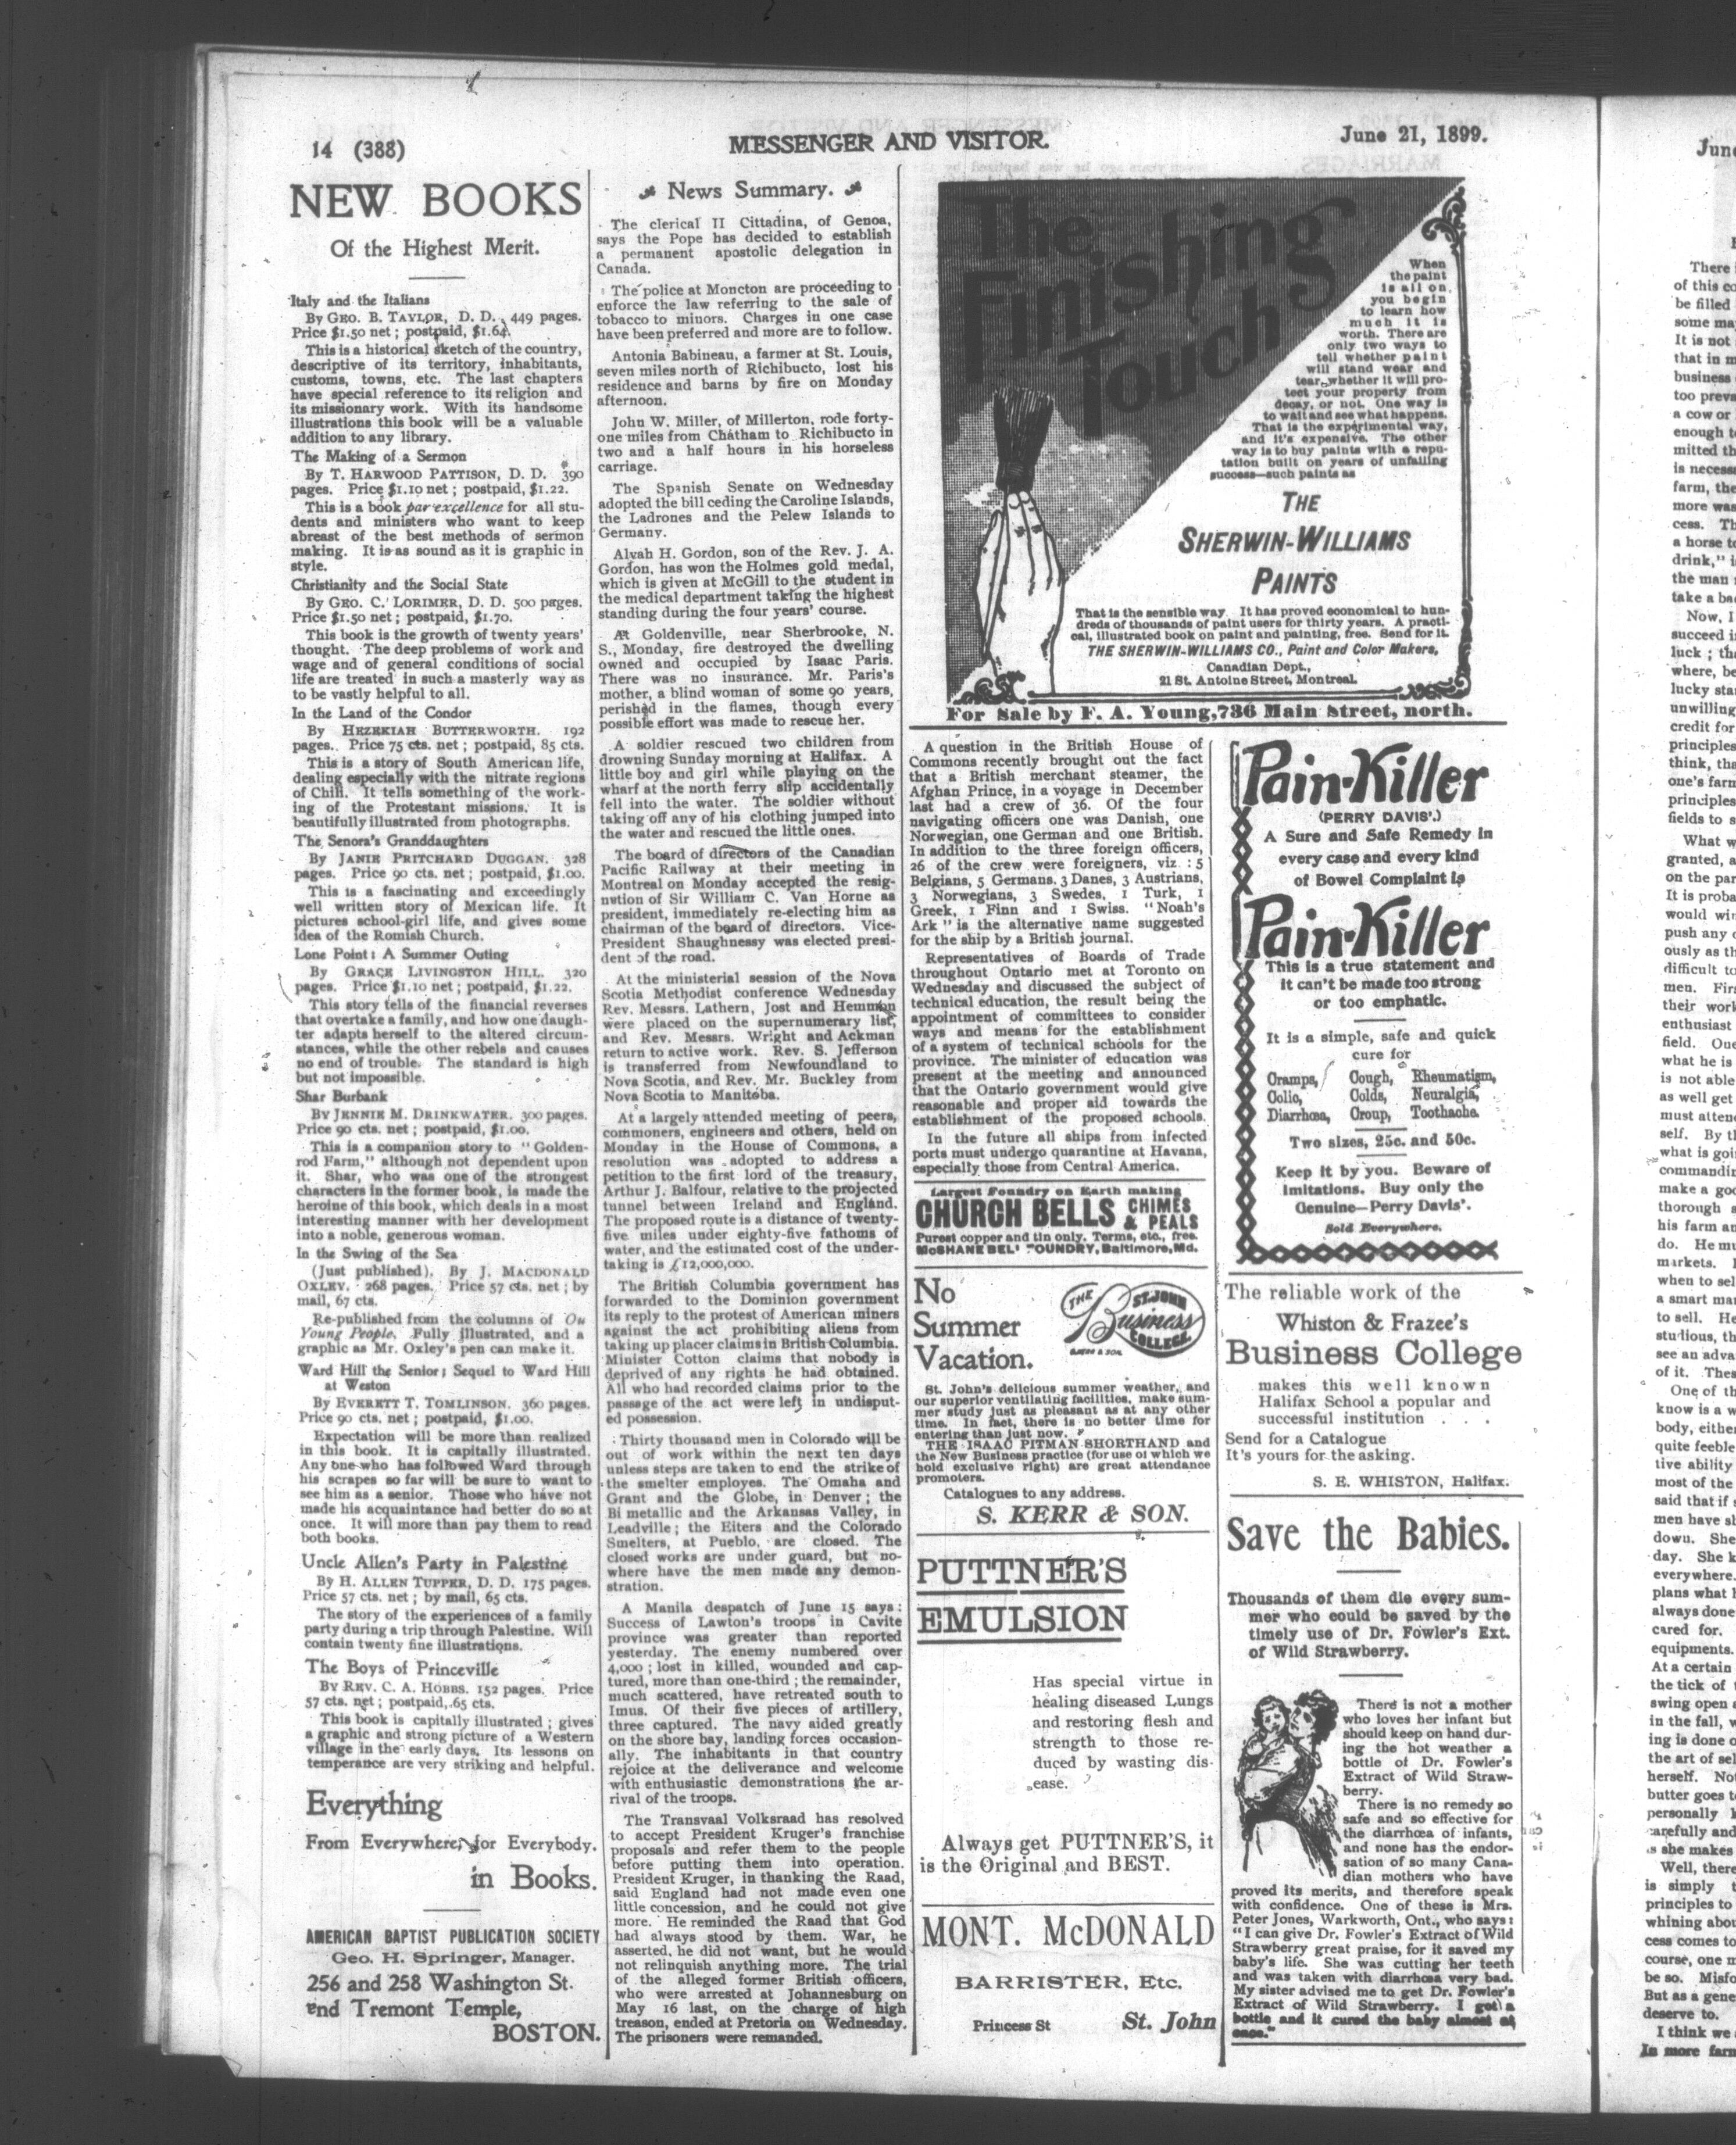 14 (388)
MESSENGER AND VISITOR.
June 21, 1899.
NEW BOOKS
Of the Highest Merit.
Italy and the Italians
By GEO. B. TAYLOR, D. D., 449 pages.
Price $1.50 net ; postpaid, $1.64.
This is a historical sketch of the country,
descriptive of its territory, inhabitants,
customs, towns, etc. The last chapters
have special reference to its religion and
its missionary work. With its handsome
illustrations this book will be a valuable
addition to any library.
The Making of a Sermon
By T. HARWOOD PATTISON, D. D. 390
pages. Price $1.10 net ; postpaid, $1.22.
This is a book par excellence for all stu-
dents and ministers who want to keep
abreast of the best methods of sermon
making. It is as sound as it is graphic in
style.
Christianity and the Social State
By GEO. C. LORIMER, D. D. 500 pages.
Price $1.50 net ; postpaid, $1.70.
This book is the growth of twenty years'
thought. The deep problems of work and
wage and of general conditions of social
life are treated in such a masterly way as
to be vastly helpful to all.
In the Land of the Condor
By HEZEKIAH BUTTERWORTH. 192
pages. Price 75 cts. net ; postpaid, 85 cts.
This is a story of South American life,
dealing especially with the nitrate regions
of Chili. It tells something of the work-
ing of the Protestant missions. It is
beautifully illustrated from photographs.
The Senora's Granddaughters
By JANIE PRITCHARD DUGGAN. 328
pages. Price 90 cts. net ; postpaid, $1.00.
This is a fascinating and exceedingly
well written story of Mexican life. It
pictures school-girl life, and gives some
idea of the Romish Church.
Lone Point: A Summer Outing
By GRACE LIVINGSTON HILL. 320
pages. Price $1.10 net ; postpaid, $1.22.
This story tells of the financial reverses
that overtake a family, and how one daugh-
ter adapts herself to the altered circum-
stances, while the other rebels and causes
no end of trouble. The standard is high
but not impossible.
Shar Burbank
By JENNIE M. DRINKWATER. 300 pages.
Price 90 cts. net ; postpaid, $1.00.
This is a companion story to " Golden-
rod Farm," although not dependent upon
it. Shar, who was one of the strongest
characters in the former book, is made the
heroine of this book, which deals in a most
interesting manner with her development
into a noble, generous woman.
In the Swing of the Sea
(Just published). By J. MACDONALD
OXLEY. 268 pages. Price 57 cts. net ; by
mail, 67 cts.
Re-published from the columns of Ou
Young People. Fully illustrated, and a
graphic as Mr. Oxley's pen can make it.
Ward Hill the Senior; Sequel to Ward Hill
at Weston
By EVERETT T. TOMLINSON. 360 pages.
Price 90 cts. net ; postpaid, $1.00.
Expectation will be more than realized
in this book. It is capitally illustrated.
Any one who has followed Ward through
his scrapes so far will be sure to want to
see him as a senior. Those who have not
made his acquaintance had better do so at
once. It will more than pay them to read
both books.
Uncle Allen's Party in Palestine
By H. ALLEN TUPPER, D. D. 175 pages.
Price 57 cts. net ; by mail, 65 cts.
The story of the experiences of a family
party during a trip through Palestine. Will
contain twenty fine illustrations.
The Boys of Princeville
By REV. C. A. HOBBS. 152 pages. Price
57 cts. net ; postpaid, 65 cts.
This book is capitally illustrated ; gives
a graphic and strong picture of a Western
village in the early days. Its lessons on
temperance are very striking and helpful.
Everything
From Everywhere, for Everybody.
in Books.
AMERICAN BAPTIST PUBLICATION SOCIETY
Geo. H. Springer, Manager.
256 and 258 Washington St.
and Tremont Temple,
BOSTON.
News Summary.
The clerical II Cittadina, of Genoa,
says the Pope has decided to establish
a permanent apostolic delegation in
Canada.
The police at Moncton are proceeding to
enforce the law referring to the sale of
tobacco to minors. Charges in one case
have been preferred and more are to follow.
Antonia Babineau, a farmer at St. Louis,
seven miles north of Richibucto, lost his
residence and barns by fire on Monday
afternoon.
John W. Miller, of Millerton, rode forty-
one miles from Chatham to Richibucto in
two and a half hours in his horseless
carriage.
The Spanish Senate on Wednesday
adopted the bill ceding the Caroline Islands,
the Ladrones and the Pelew Islands to
Germany.
Alvah H. Gordon, son of the Rev. J. A.
Gordon, has won the Holmes gold medal,
which is given at McGill to the student in
the medical department taking the highest
standing during the four years' course.
At Goldenville, near Sherbrooke, N.
S., Monday, fire destroyed the dwelling
owned and occupied by Isaac Paris.
There was no insurance. Mr. Paris's
mother, a blind woman of some 90 years,
perished in the flames, though every
possible effort was made to rescue her.
A soldier rescued two children from
drowning Sunday morning at Halifax. A
little boy and girl while playing on the
wharf at the north ferry slip accidentally
fell into the water. The soldier without
taking off any of his clothing jumped into
the water and rescued the little ones.
The board of directors of the Canadian
Pacific Railway at their meeting in
Montreal on Monday accepted the resig-
nation of Sir William C. Van Horne as
president, immediately re-electing him as
chairman of the board of directors. Vice-
President Shaughnessy was elected presi-
dent of the road.
At the ministerial session of the Nova
Scotia Methodist conference Wednesday
Rev. Messrs. Lathern, Jost and Hemmon
were placed on the supernumerary list,
and Rev. Messrs. Wright and Ackman
return to active work. Rev. S. Jefferson
is transferred from Newfoundland to
Nova Scotia, and Rev. Mr. Buckley from
Nova Scotia to Manitoba.
At a largely attended meeting of peers,
commoners, engineers and others, held on
Monday in the House of Commons, a
resolution was adopted to address a
petition to the first lord of the treasury,
Arthur J. Balfour, relative to the projected
tunnel between Ireland and England.
The proposed route is a distance of twenty-
five miles under eighty-five fathoms of
water, and the estimated cost of the under-
taking is £12,000,000.
The British Columbia government has
forwarded to the Dominion government
its reply to the protest of American miners
against the act prohibiting aliens from
taking up placer claims in British Columbia.
Minister Cotton claims that nobody is
deprived of any rights he had obtained.
All who had recorded claims prior to the
passage of the act were left in undisput-
ed possession.
Thirty thousand men in Colorado will be
out of work within the next ten days
unless steps are taken to end the strike of
the smelter employes. The Omaha and
Grant and the Globe, in Denver ; the
Bi metallic and the Arkansas Valley, in
Leadville ; the Eiters and the Colorado
Smelters, at Pueblo, are closed. The
closed works are under guard, but no-
where have the men made any demon-
stration.
A Manila despatch of June 15 says :
Success of Lawton's troops in Cavite
province was greater than reported
yesterday. The enemy numbered over
4,000 ; lost in killed, wounded and cap-
tured, more than one-third ; the remainder,
much scattered, have retreated south to
Imus. Of their five pieces of artillery,
three captured. The navy aided greatly
on the shore bay, landing forces occasion-
ally. The inhabitants in that country
rejoice at the deliverance and welcome
with enthusiastic demonstrations the ar-
rival of the troops.
The Transvaal Volksraad has resolved
to accept President Kruger's franchise
proposals and refer them to the people
before putting them into operation.
President Kruger, in thanking the Raad,
said England had not made even one
little concession, and he could not give
more. He reminded the Raad that God
had always stood by them. War, he
asserted, he did not want, but he would
not relinquish anything more. The trial
of the alleged former British officers,
who were arrested at Johannesburg on
May 16 last, on the charge of high
treason, ended at Pretoria on Wednesday.
The prisoners were remanded.
The
Finishing
Touch
When
the paint
is all on,
you begin
to learn how
much it is
worth. There are
only two ways to
tell whether paint
will stand wear and
tear, whether it will pro-
tect your property from
decay, or not. One way is
to wait and see what happens.
That is the experimental way,
and it's expensive. The other
way is to buy paints with a repu-
tation built on years of unfailing
success—such paints as
THE
SHERWIN-WILLIAMS
PAINTS
That is the sensible way. It has proved economical to hun-
dreds of thousands of paint users for thirty years. A practi-
cal, illustrated book on paint and painting, free. Send for it.
THE SHERWIN-WILLIAMS CO., Paint and Color Makers,
Canadian Dept.,
21 St. Antoine Street, Montreal.
For Sale by F. A. Young,736 Main Street, north.
A question in the British House of
Commons recently brought out the fact
that a British merchant steamer, the
Afghan Prince, in a voyage in December
last had a crew of 36. Of the four
navigating officers one was Danish, one
Norwegian, one German and one British.
In addition to the three foreign officers,
26 of the crew were foreigners, viz. : 5
Belgians, 5 Germans, 3 Danes, 3 Austrians,
3 Norwegians, 3 Swedes, 1 Turk, 1
Greek, 1 Finn and 1 Swiss. "Noah's
Ark" is the alternative name suggested
for the ship by a British journal.
Representatives of Boards of Trade
throughout Ontario met at Toronto on
Wednesday and discussed the subject of
technical education, the result being the
appointment of committees to consider
ways and means for the establishment
of a system of technical schools for the
province. The minister of education was
present at the meeting and announced
that the Ontario government would give
reasonable and proper aid towards the
establishment of the proposed schools.
In the future all ships from infected
ports must undergo quarantine at Havana,
especially those from Central America.
Largest Foundry on Earth making
CHURCH BELLS CHIMES
& PEALS
Purest copper and tin only. Terms, etc., free.
McSHANE BELL FOUNDRY, Baltimore, Md.
No
Summer
Vacation.
THE
ST. JOHN
Business
COLLEGE.
St. John's delicious summer weather, and
our superior ventilating facilities, make sum-
mer study just as pleasant as at any other
time. In fact, there is no better time for
entering than just now.
THE ISAAC PITMAN SHORTHAND and
the New Business practice (for use of which we
hold exclusive right) are great attendance
promoters.
Catalogues to any address.
S. KERR & SON.
PUTTNER'S
EMULSION
Has special virtue in
healing diseased Lungs
and restoring flesh and
strength to those re-
duced by wasting dis-
ease.
Always get PUTTNER'S, it
is the Original and BEST.
MONT. McDONALD
BARRISTER, Etc.
Princess St St. John
Pain-Killer
(PERRY DAVIS'.)
A Sure and Safe Remedy in
every case and every kind
of Bowel Complaint is
Pain-Killer
This is a true statement and
it can't be made too strong
or too emphatic.
It is a simple, safe and quick
cure for
Cramps, Cough, Rheumatism,
Colic, Colds, Neuralgia,
Diarrhœa, Croup, Toothache.
Two sizes, 25c. and 50c.
Keep it by you. Beware of
imitations. Buy only the
Genuine—Perry Davis'.
Sold Everywhere.
The reliable work of the
Whiston & Frazee's
Business College
makes this well known
Halifax School a popular and
successful institution . . .
Send for a Catalogue
It's yours for the asking.
S. E. WHISTON, Halifax.
Save the Babies.
Thousands of them die every sum-
mer who could be saved by the
timely use of Dr. Fowler's Ext.
of Wild Strawberry.
There is not a mother
who loves her infant but
should keep on hand dur-
ing the hot weather a
bottle of Dr. Fowler's
Extract of Wild Straw-
berry.
There is no remedy so
safe and so effective for
the diarrhœa of infants,
and none has the endor-
sation of so many Cana-
dian mothers who have
proved its merits, and therefore speak
with confidence. One of these is Mrs.
Peter Jones, Warkworth, Ont., who says:
"I can give Dr. Fowler's Extract of Wild
Strawberry great praise, for it saved my
baby's life. She was cutting her teeth
and was taken with diarrhœa very bad.
My sister advised me to get Dr. Fowler's
Extract of Wild Strawberry. I got a
bottle and it cured the baby almost at
once."